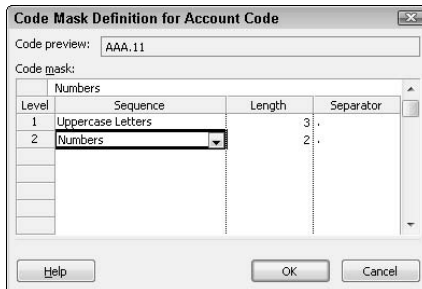 Code Mask Definition for Account Code
Code preview: AAA.11
Code mask:
Numbers
Level Sequence Length Separator
1 Uppercase Letters 3 .
2 Numbers 2 .
Help OK Cancel